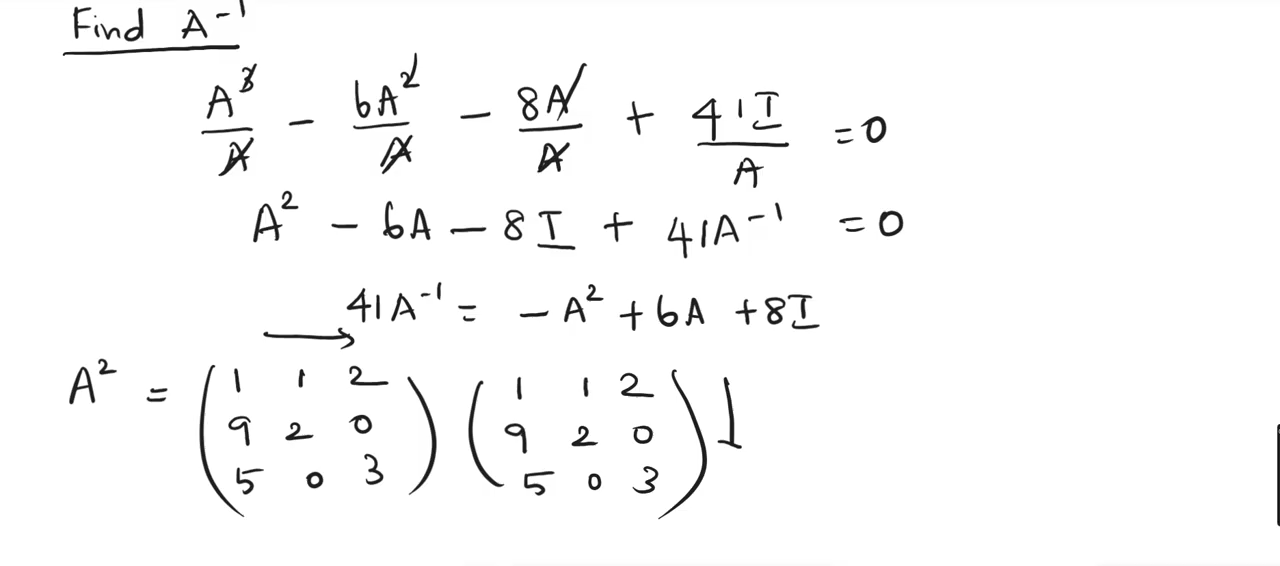 Find A⁻¹
A³/A − 6A²/A − 8A/A + 41I/A = 0
A² − 6A − 8I + 41A⁻¹ = 0
41A⁻¹ = −A² + 6A + 8I
A² = (1 1 2) (1 1 2)
9 2 0 9 2 0
5 0 3 5 0 3